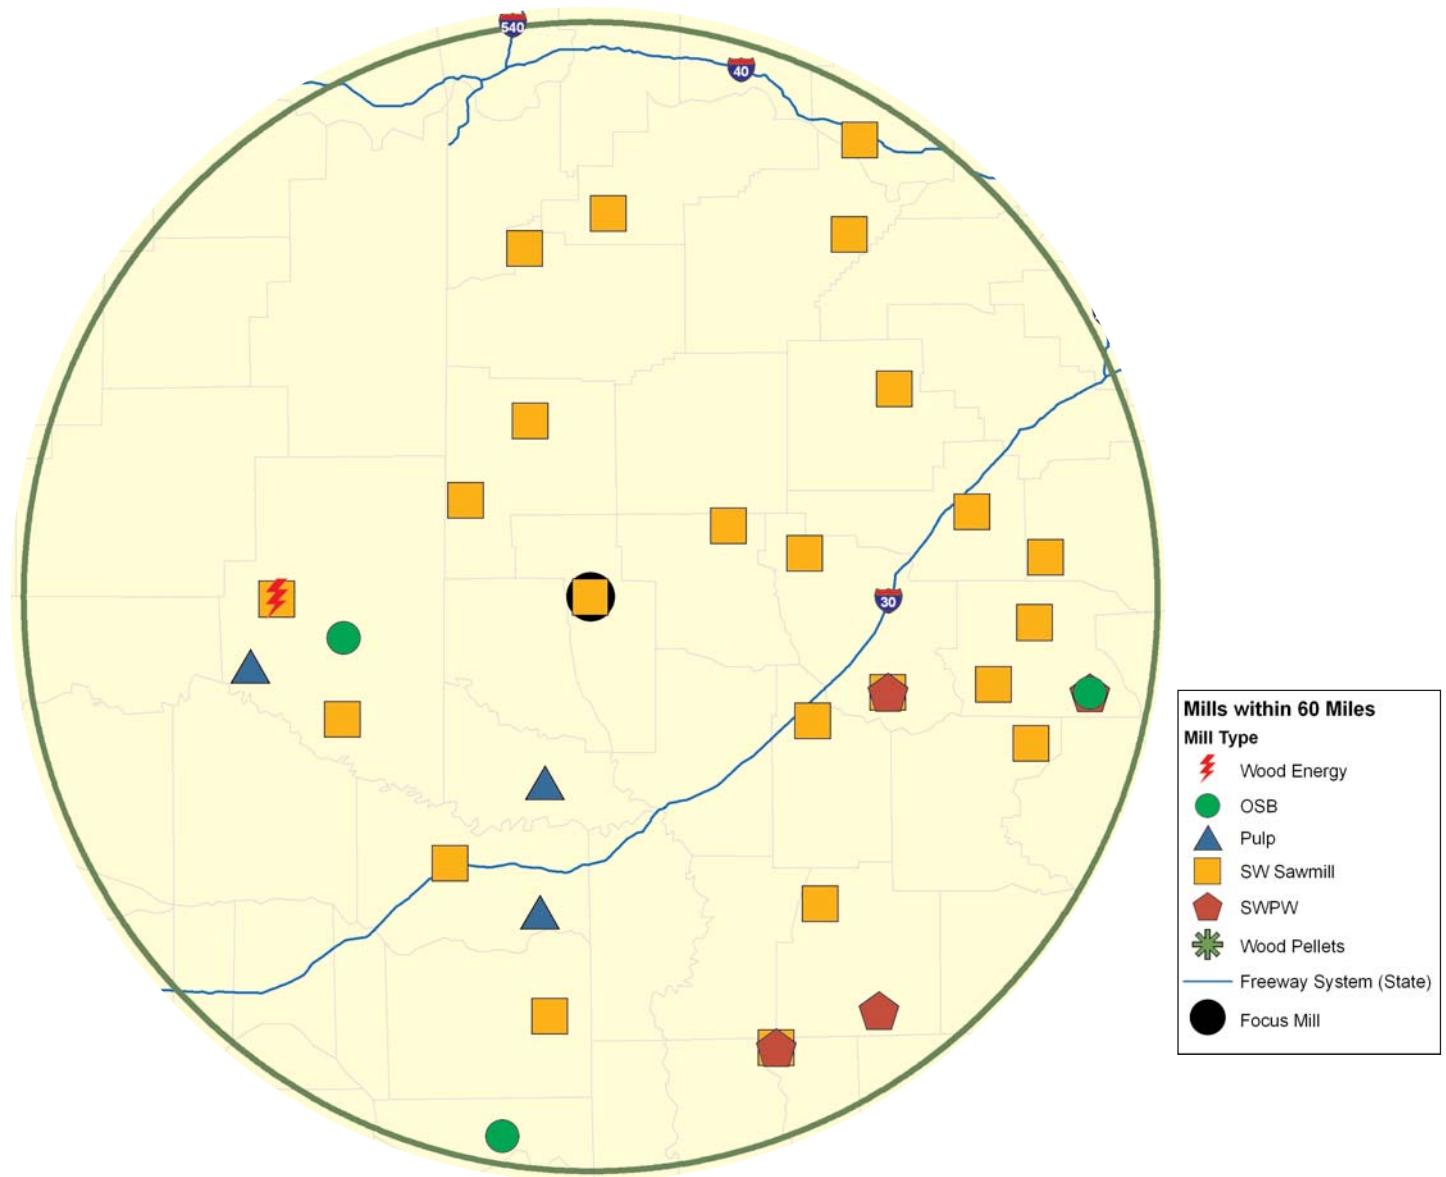 540
40
30
Mills within 60 Miles
Mill Type
Wood Energy
OSB
Pulp
SW Sawmill
SWPW
Wood Pellets
Freeway System (State)
Focus Mill